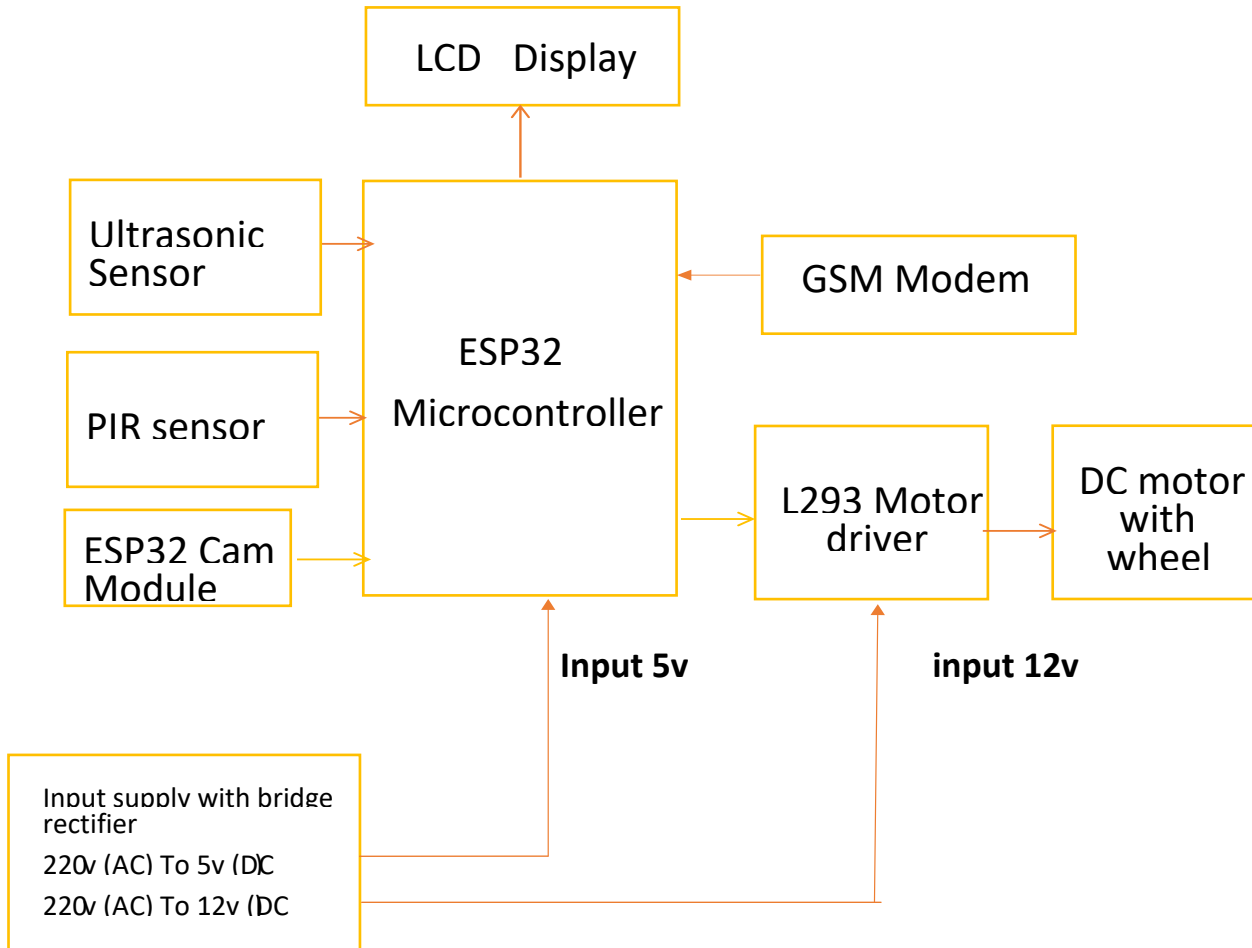 LCD Display
Ultrasonic
Sensor
GSM Modem
ESP32
Microcontroller
PIR sensor
L293 Motor
driver
DC motor
with
wheel
ESP32 Cam
Module
Input 5v
input 12v
Input supply with bridge
rectifier
220v (AC) To 5v (DC
220v (AC) To 12v (DC